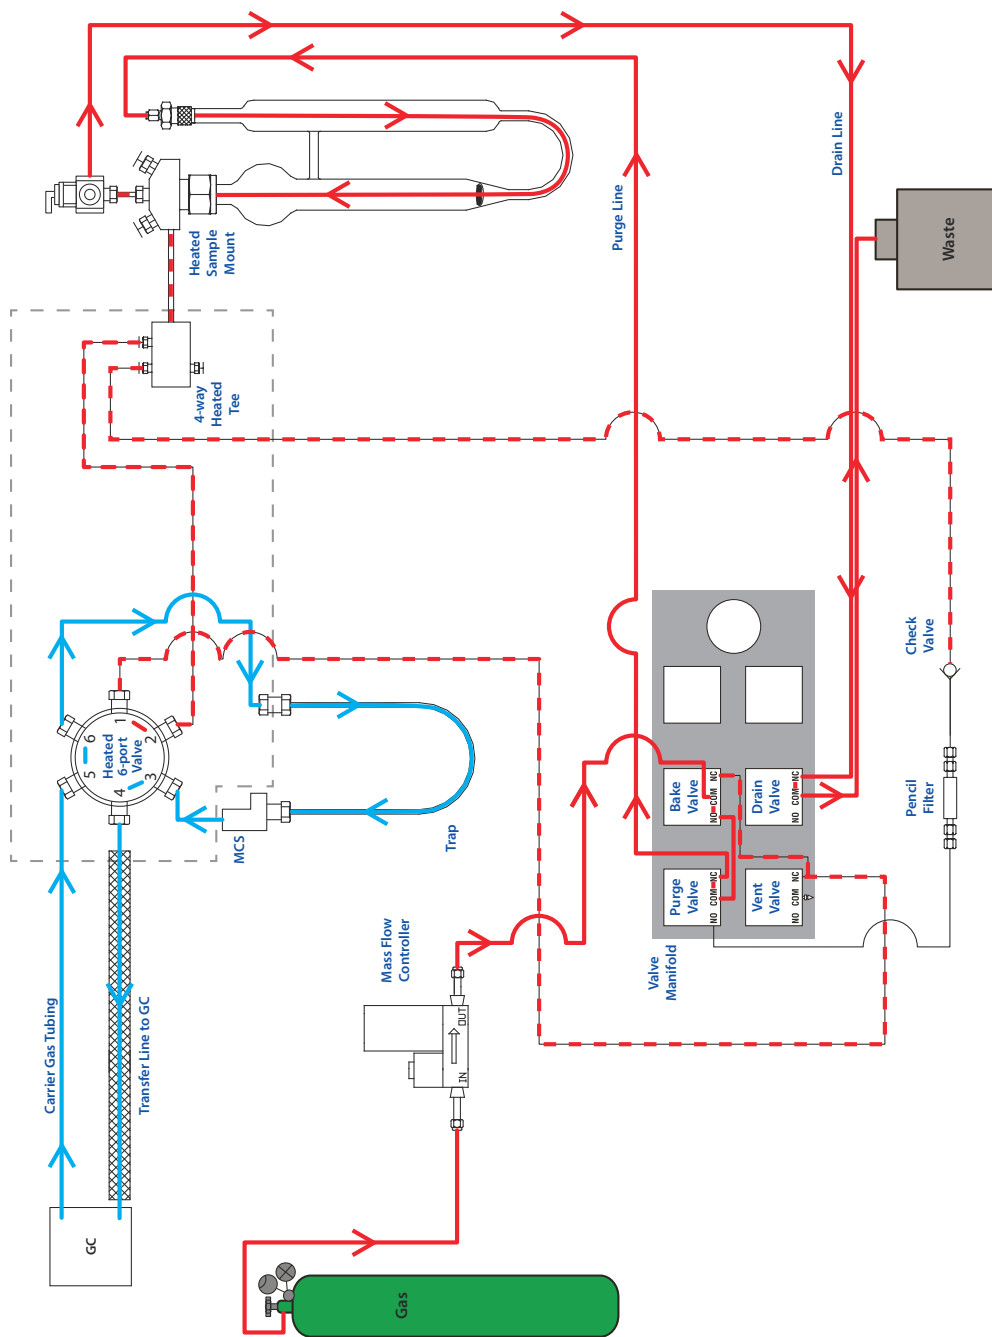 Drain Line
Purge Line
Waste
Heated
Sample
Mount
4-way
Heated
Tee
Check
Valve
1
2
3
4
5
6
Heated
6-port
Valve
Bake
Valve
NO COM NC
Drain
Valve
NO COM NC
Pencil
Filter
MCS
Trap
Purge
Valve
NO COM NC
Vent
Valve
NO COM NC
Valve
Manifold
Mass Flow
Controller
IN
OUT
Carrier Gas Tubing
Transfer Line to GC
GC
Gas